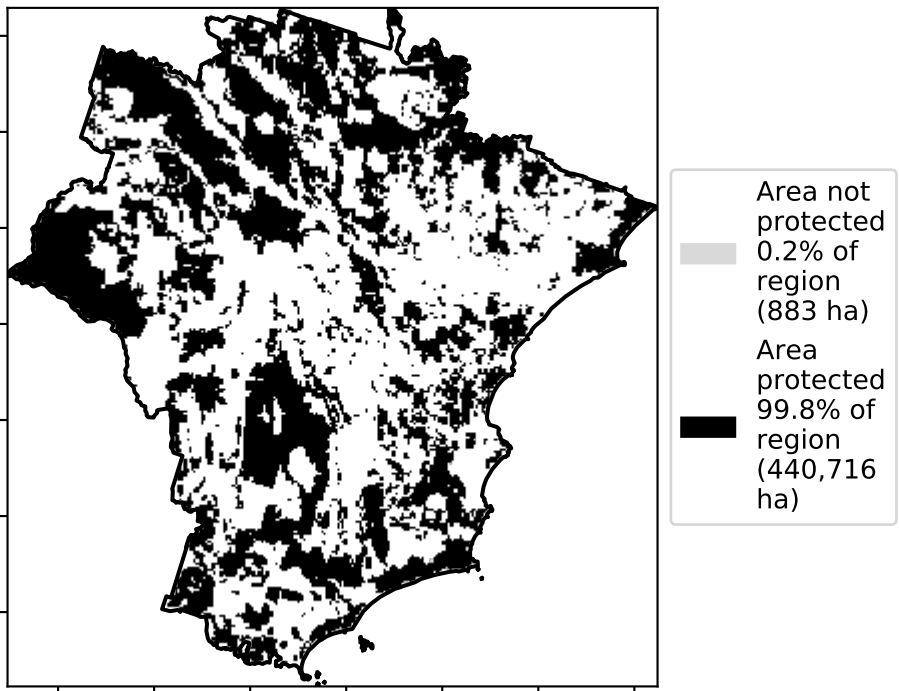 Area not
protected
0.2% of
region
(883 ha)
Area
protected
99.8% of
region
(440,716
ha)